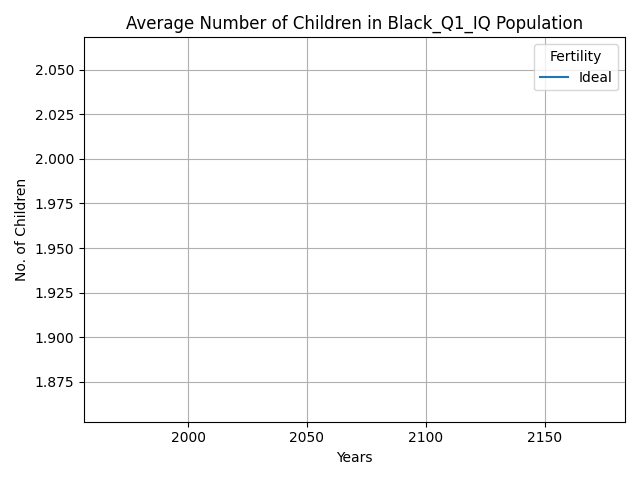 Average Number of Children in Black_Q1_IQ Population
Fertility
Ideal
2.050
2.025
2.000
1.975
1.950
1.925
1.900
1.875
No. of Children
2000
2050
2100
2150
Years